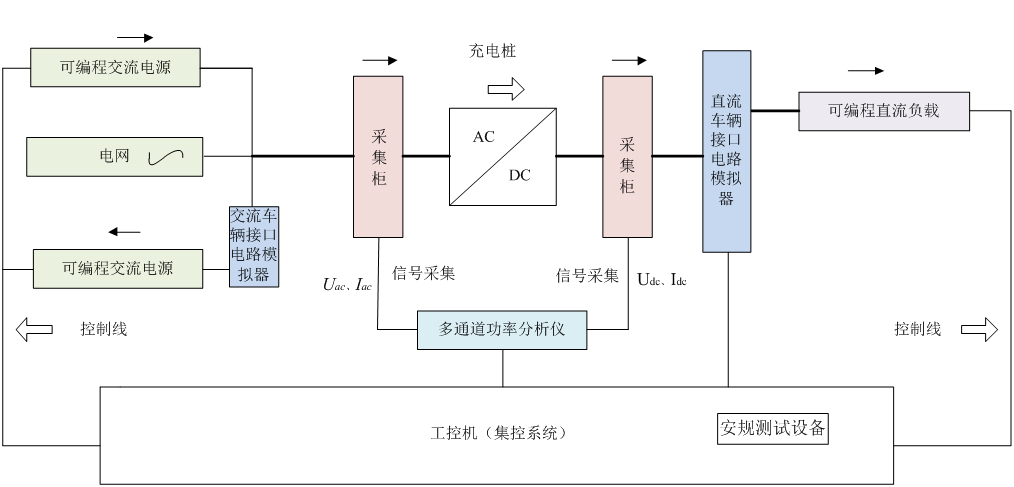 充电桩
可编程交流电源
电网
可编程交流电源
交流车
辆接口
电路模
拟器
采
集
柜
AC
DC
采
集
柜
直流
车辆
接口
电路
模拟
器
可编程直流负载
Uac、Iac
信号采集
信号采集
Udc、Idc
控制线
多通道功率分析仪
控制线
工控机（集控系统）
安规测试设备